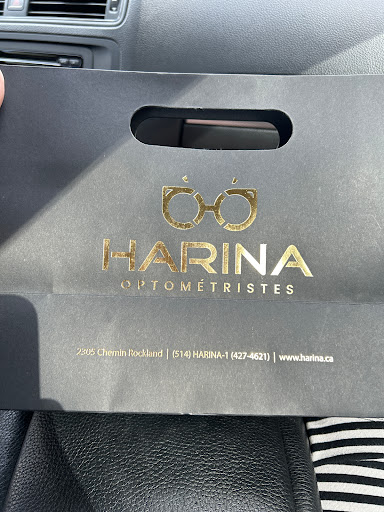 HARINA
OPTOMÉTRISTES
2305 Chemin Rockland | (514) HARINA-1 (427-4621) | www.harina.ca